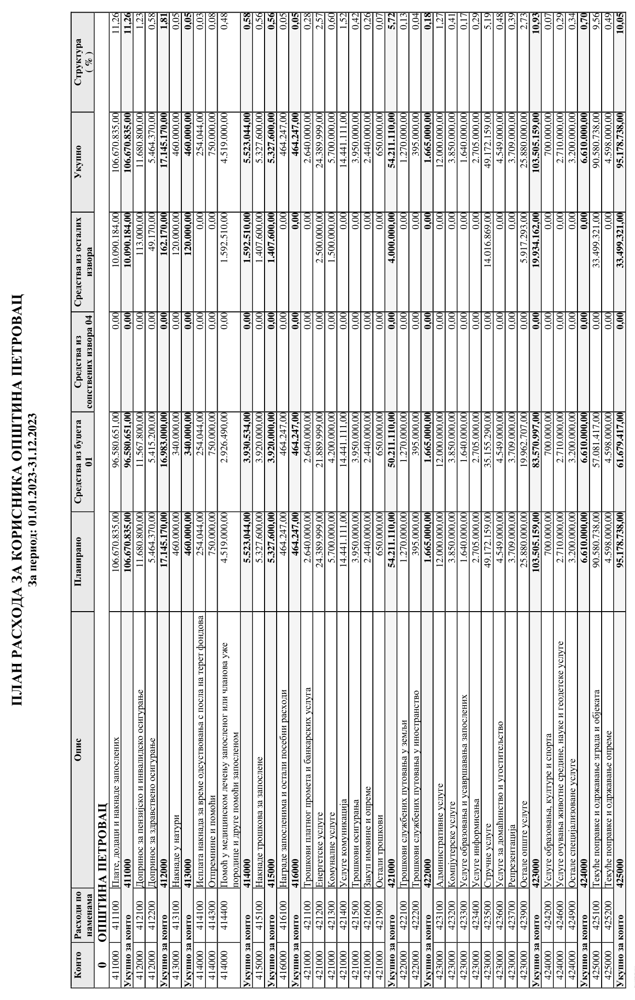 ПЛАН РАСХОДА ЗА КОРИСНИКА ОПШТИНА ПЕТРОВАЦ
За период: 01.01.2023-31.12.2023
Конто Расходи по наменама Опис Планирано Средства из буџета 01 Средства из сопствених извора 04 Средства из осталих извора Укупно Структура ( % )
0 ОПШТИНА ПЕТРОВАЦ
411000 411100 Плате, додаци и накнаде запослених 106.670.835,00 96.580.651,00 0,00 10.090.184,00 106.670.835,00 11,26
Укупно за конто 411000 106.670.835,00 96.580.651,00 0,00 10.090.184,00 106.670.835,00 11,26
412000 412100 Допринос за пензијско и инвалидско осигурање 11.680.800,00 11.567.800,00 0,00 113.000,00 11.680.800,00 1,23
412000 412200 Допринос за здравствено осигурање 5.464.370,00 5.415.200,00 0,00 49.170,00 5.464.370,00 0,58
Укупно за конто 412000 17.145.170,00 16.983.000,00 0,00 162.170,00 17.145.170,00 1,81
413000 413100 Накнаде у натури 460.000,00 340.000,00 0,00 120.000,00 460.000,00 0,05
Укупно за конто 413000 460.000,00 340.000,00 0,00 120.000,00 460.000,00 0,05
414000 414100 Исплата накнада за време одсуствовања с посла на терет фондова 254.044,00 254.044,00 0,00 0,00 254.044,00 0,03
414000 414300 Отпремнине и помоћи 750.000,00 750.000,00 0,00 0,00 750.000,00 0,08
414000 414400 Помоћ у медицинском лечењу запосленог или чланова уже 4.519.000,00 2.926.490,00 0,00 1.592.510,00 4.519.000,00 0,48
породице и друге помоћи запосленом
Укупно за конто 414000 5.523.044,00 3.930.534,00 0,00 1.592.510,00 5.523.044,00 0,58
415000 415100 Накнаде трошкова за запослене 5.327.600,00 3.920.000,00 0,00 1.407.600,00 5.327.600,00 0,56
Укупно за конто 415000 5.327.600,00 3.920.000,00 0,00 1.407.600,00 5.327.600,00 0,56
416000 416100 Награде запосленима и остали посебни расходи 464.247,00 464.247,00 0,00 0,00 464.247,00 0,05
Укупно за конто 416000 464.247,00 464.247,00 0,00 0,00 464.247,00 0,05
421000 421100 Трошкови платног промета и банкарских услуга 2.640.000,00 2.640.000,00 0,00 0,00 2.640.000,00 0,28
421000 421200 Енергетске услуге 24.389.999,00 21.889.999,00 0,00 2.500.000,00 24.389.999,00 2,57
421000 421300 Комуналне услуге 5.700.000,00 4.200.000,00 0,00 1.500.000,00 5.700.000,00 0,60
421000 421400 Услуге комуникација 14.441.111,00 14.441.111,00 0,00 0,00 14.441.111,00 1,52
421000 421500 Трошкови осигурања 3.950.000,00 3.950.000,00 0,00 0,00 3.950.000,00 0,42
421000 421600 Закуп имовине и опреме 2.440.000,00 2.440.000,00 0,00 0,00 2.440.000,00 0,26
421000 421900 Остали трошкови 650.000,00 650.000,00 0,00 0,00 650.000,00 0,07
Укупно за конто 421000 54.211.110,00 50.211.110,00 0,00 4.000.000,00 54.211.110,00 5,72
422000 422100 Трошкови службених путовања у земљи 1.270.000,00 1.270.000,00 0,00 0,00 1.270.000,00 0,13
422000 422200 Трошкови службених путовања у иностранство 395.000,00 395.000,00 0,00 0,00 395.000,00 0,04
Укупно за конто 422000 1.665.000,00 1.665.000,00 0,00 0,00 1.665.000,00 0,18
423000 423100 Административне услуге 12.000.000,00 12.000.000,00 0,00 0,00 12.000.000,00 1,27
423000 423200 Компјутерске услуге 3.850.000,00 3.850.000,00 0,00 0,00 3.850.000,00 0,41
423000 423300 Услуге образовања и усавршавања запослених 1.640.000,00 1.640.000,00 0,00 0,00 1.640.000,00 0,17
423000 423400 Услуге информисања 2.705.000,00 2.705.000,00 0,00 0,00 2.705.000,00 0,29
423000 423500 Стручне услуге 49.172.159,00 35.155.290,00 0,00 14.016.869,00 49.172.159,00 5,19
423000 423600 Услуге за домаћинство и угоститељство 4.549.000,00 4.549.000,00 0,00 0,00 4.549.000,00 0,48
423000 423700 Репрезентација 3.709.000,00 3.709.000,00 0,00 0,00 3.709.000,00 0,39
423000 423900 Остале опште услуге 25.880.000,00 19.962.707,00 0,00 5.917.293,00 25.880.000,00 2,73
Укупно за конто 423000 103.505.159,00 83.570.997,00 0,00 19.934.162,00 103.505.159,00 10,93
424000 424200 Услуге образовања, културе и спорта 700.000,00 700.000,00 0,00 0,00 700.000,00 0,07
424000 424600 Услуге очувања животне средине, науке и геодетске услуге 2.710.000,00 2.710.000,00 0,00 0,00 2.710.000,00 0,29
424000 424900 Остале специјализоване услуге 3.200.000,00 3.200.000,00 0,00 0,00 3.200.000,00 0,34
Укупно за конто 424000 6.610.000,00 6.610.000,00 0,00 0,00 6.610.000,00 0,70
425000 425100 Текуће поправке и одржавање зграда и објеката 90.580.738,00 57.081.417,00 0,00 33.499.321,00 90.580.738,00 9,56
425000 425200 Текуће поправке и одржавање опреме 4.598.000,00 4.598.000,00 0,00 0,00 4.598.000,00 0,49
Укупно за конто 425000 95.178.738,00 61.679.417,00 0,00 33.499.321,00 95.178.738,00 10,05